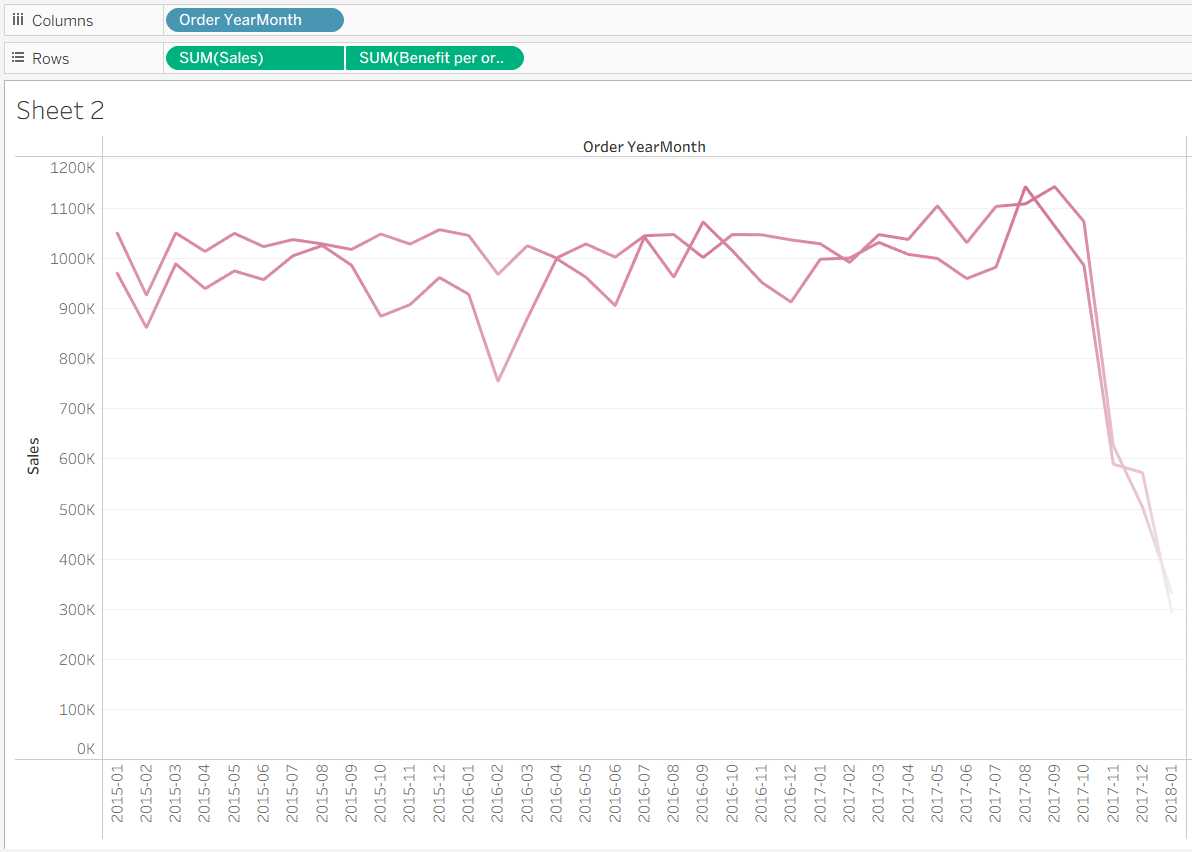 Columns
Order YearMonth
Rows
SUM(Sales)
SUM(Benefit per or..
Sheet 2
Order YearMonth
1200K
1100K
1000K
900K
800K
700K
600K
500K
400K
300K
200K
100K
0K
Sales
2015-01
2015-02
2015-03
2015-04
2015-05
2015-06
2015-07
2015-08
2015-09
2015-10
2015-11
2015-12
2016-01
2016-02
2016-03
2016-04
2016-05
2016-06
2016-07
2016-08
2016-09
2016-10
2016-11
2016-12
2017-01
2017-02
2017-03
2017-04
2017-05
2017-06
2017-07
2017-08
2017-09
2017-10
2017-11
2017-12
2018-01